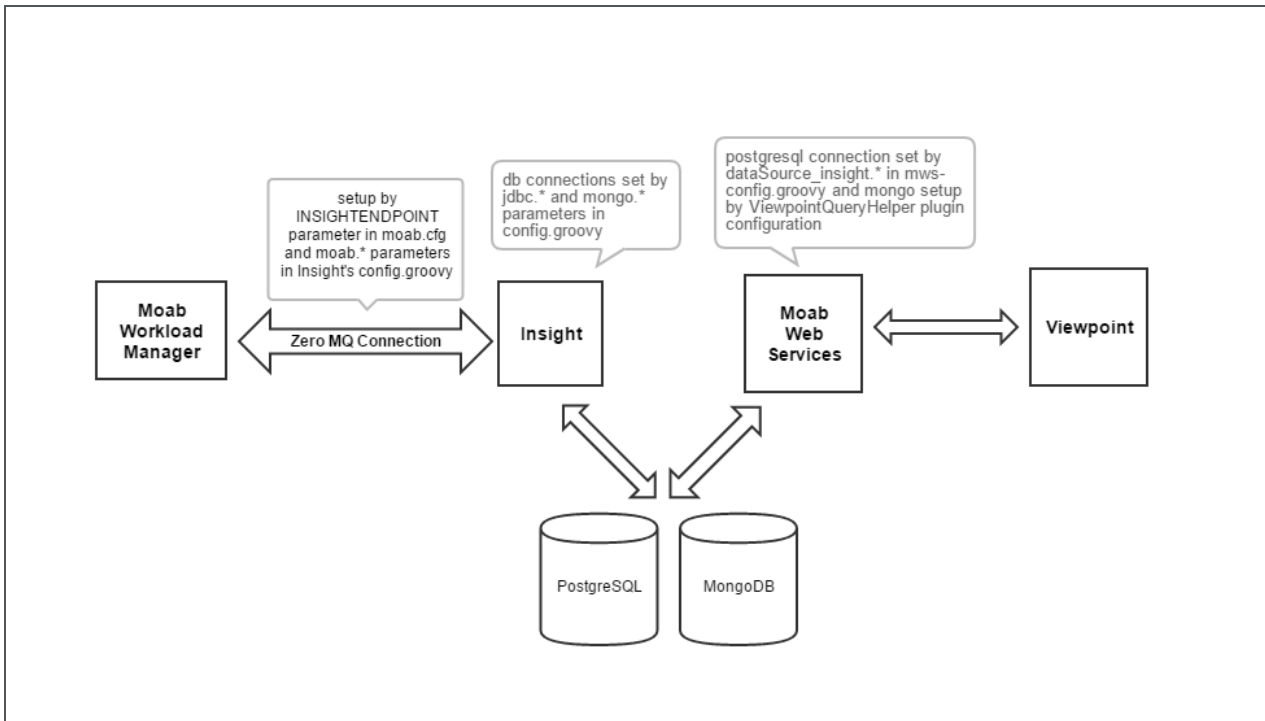 postgresql connection set by
dataSource_insight.* in mws-
config.groovy and mongo setup
by ViewpointQueryHelper plugin
configuration
db connections set by
jdbc.* and mongo.*
parameters in
config.groovy
setup by
INSIGHTENDPOINT
parameter in moab.cfg
and moab.* parameters
in Insight's config.groovy
Moab
Workload
Manager
Zero MQ Connection
Insight
Moab
Web
Services
Viewpoint
PostgreSQL
MongoDB